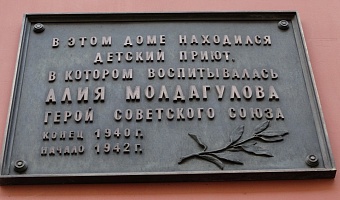 В ЭТОМ ДОМЕ НАХОДИЛСЯ
ДЕТСКИЙ ПРИЮТ,
В КОТОРОМ ВОСПИТЫВАЛАСЬ
АЛИЯ МОЛДАГУЛОВА
ГЕРОЙ СОВЕТСКОГО СОЮЗА
КОНЕЦ 1940 Г.
НАЧАЛО 1942 Г.